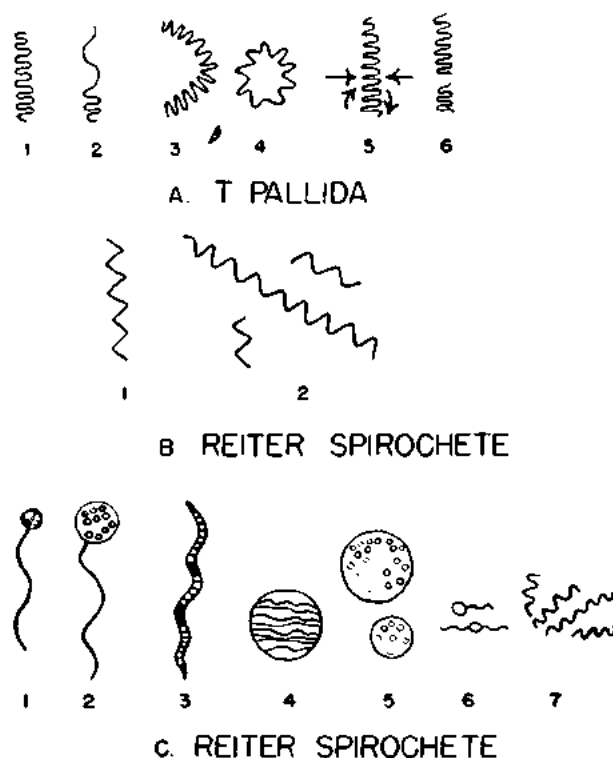 1 2 3 4 5 6
A. T PALLIDA
1 2
B REITER SPIROCHETE
1 2 3 4 5 6 7
C. REITER SPIROCHETE